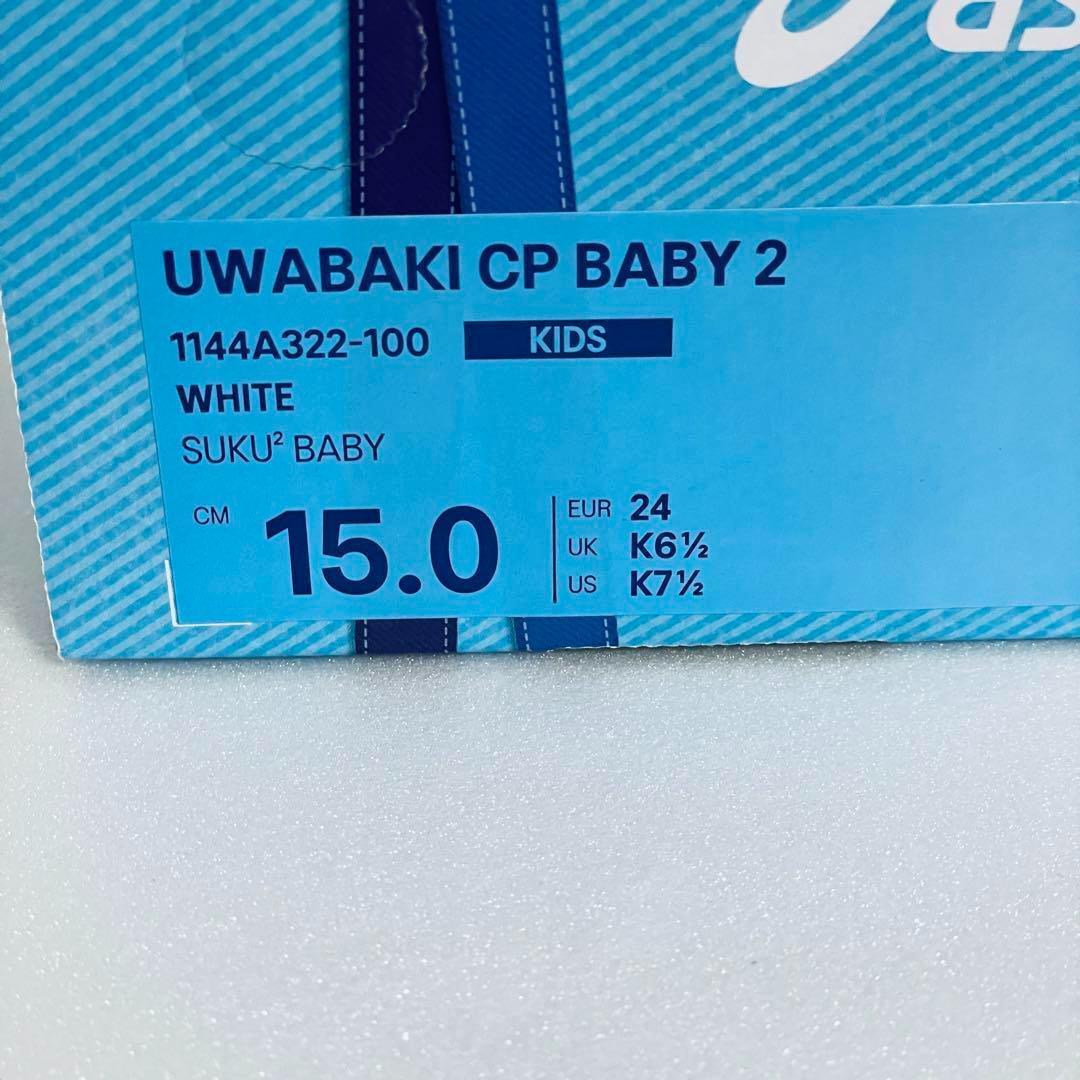 UWABAKI CP BABY 2
1144A322-100 KIDS
WHITE
SUKU² BABY
CM 15.0
EUR 24
UK K6½
US K7½